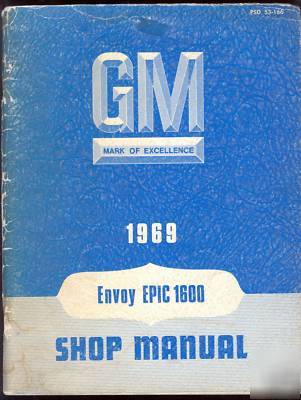 PSD 53-166
GM
MARK OF EXCELLENCE
1969
Envoy EPIC 1600
SHOP MANUAL